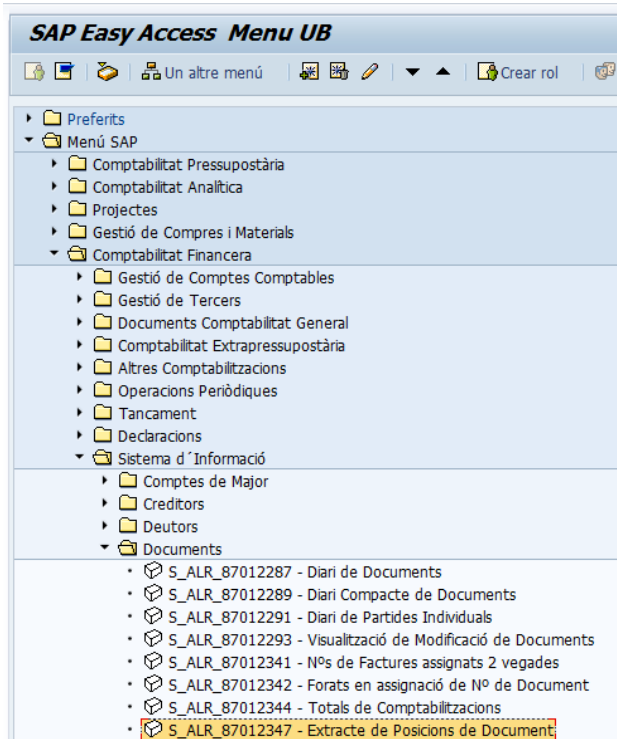 SAP Easy Access Menu UB
Un altre menú Crear rol
Preferits
Menú SAP
Comptabilitat Pressupostària
Comptabilitat Analítica
Projectes
Gestió de Compres i Materials
Comptabilitat Financera
Gestió de Comptes Comptables
Gestió de Tercers
Documents Comptabilitat General
Comptabilitat Extrapressupostària
Altres Comptabilitzacions
Operacions Periòdiques
Tancament
Declaracions
Sistema d´Informació
Comptes de Major
Creditors
Deutors
Documents
S_ALR_87012287 - Diari de Documents
S_ALR_87012289 - Diari Compacte de Documents
S_ALR_87012291 - Diari de Partides Individuals
S_ALR_87012293 - Visualització de Modificació de Documents
S_ALR_87012341 - Nºs de Factures assignats 2 vegades
S_ALR_87012342 - Forats en assignació de Nº de Document
S_ALR_87012344 - Totals de Comptabilitzacions
S_ALR_87012347 - Extracte de Posicions de Document